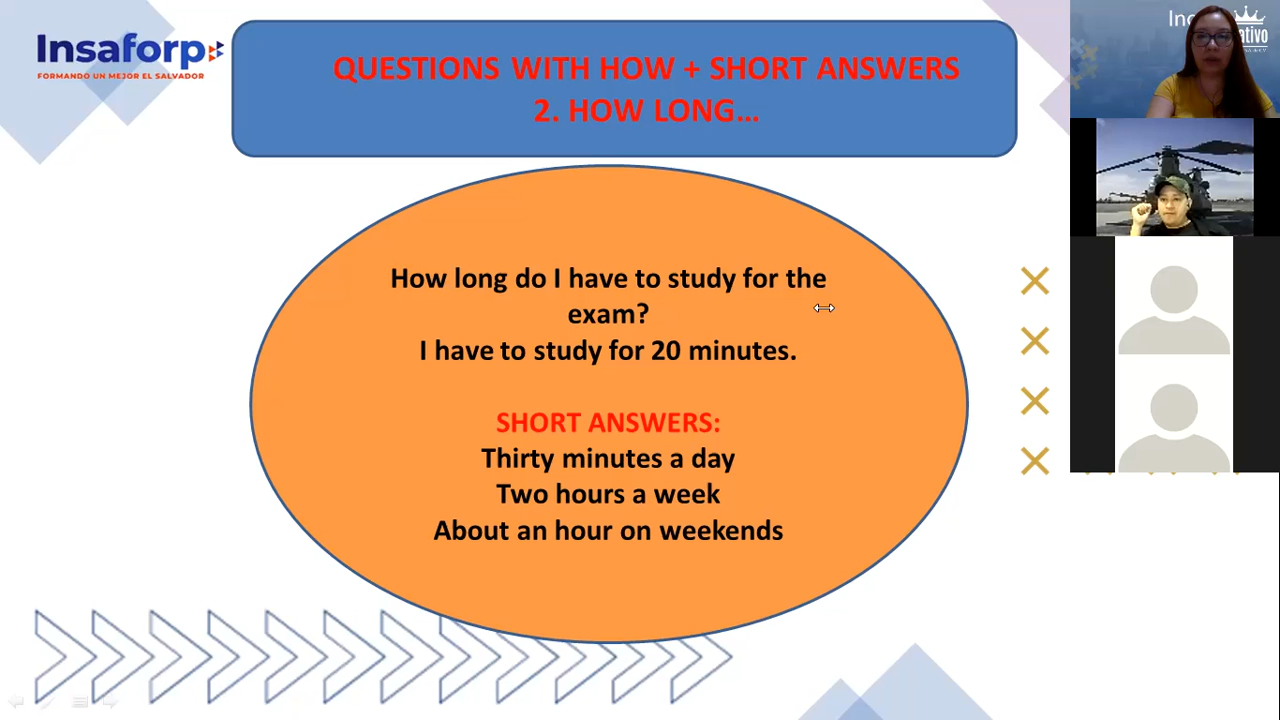 Insaforp
FORMANDO UN MEJOR EL SALVADOR
QUESTIONS WITH HOW + SHORT ANSWERS
2. HOW LONG...
How long do I have to study for the
exam?
I have to study for 20 minutes.
SHORT ANSWERS:
Thirty minutes a day
Two hours a week
About an hour on weekends